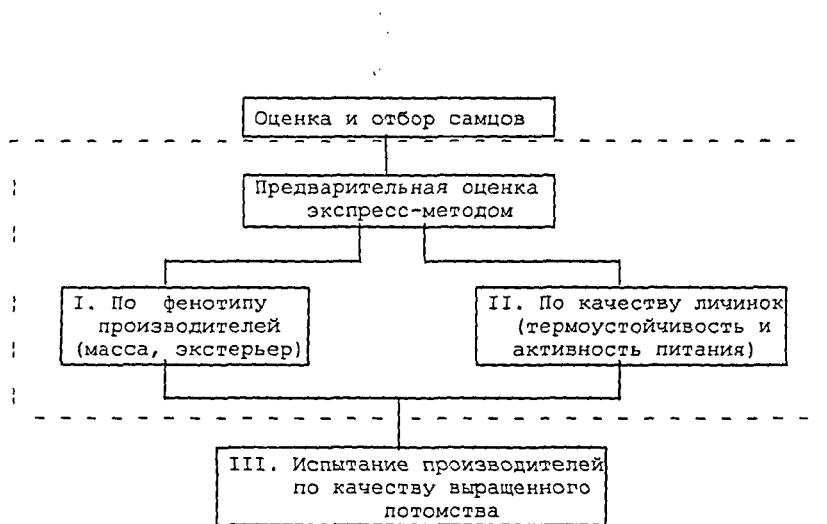 Оценка и отбор самцов
Предварительная оценка
экспресс-методом
I. По фенотипу
производителей
(масса, экстерьер)
II. По качеству личинок
(термоустойчивость и
активность питания)
III. Испытание производителей
по качеству выращенного
потомства